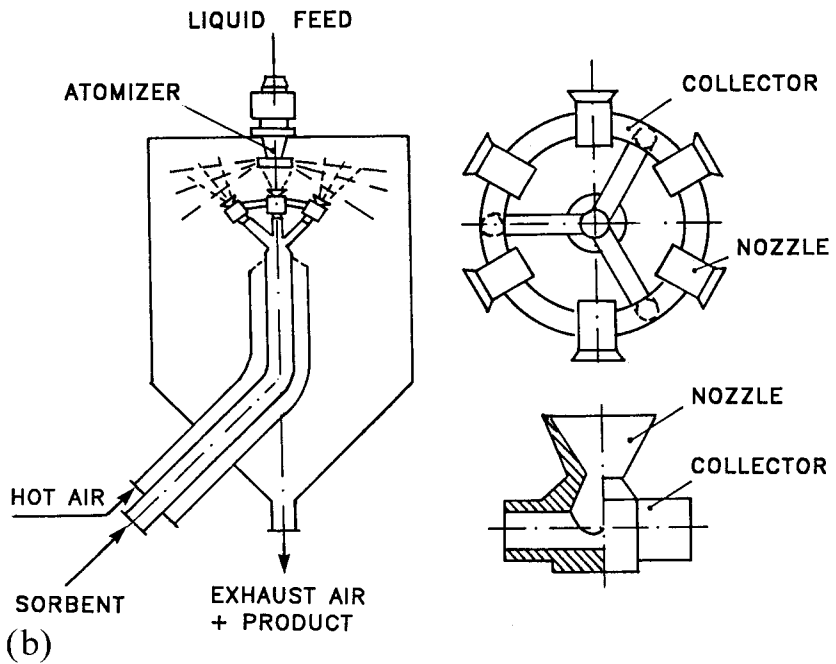 LIQUID FEED
ATOMIZER
COLLECTOR
NOZZLE
NOZZLE
COLLECTOR
HOT AIR
SORBENT
EXHAUST AIR
+ PRODUCT
(b)